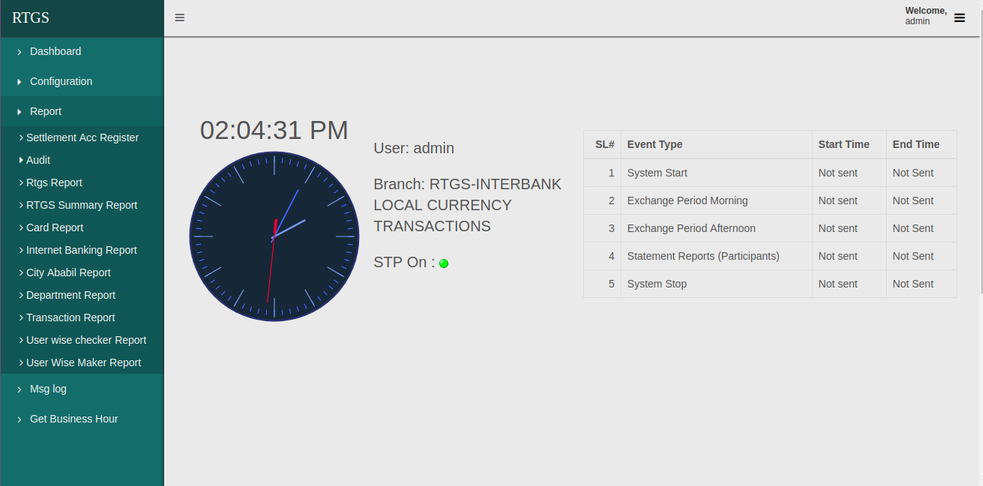 RTGS
Welcome,
admin
Dashboard
Configuration
Report
Settlement Acc Register
Audit
Rtgs Report
RTGS Summary Report
Card Report
Internet Banking Report
City Ababil Report
Department Report
Transaction Report
User wise checker Report
User Wise Maker Report
Msg log
Get Business Hour
02:04:31 PM
User: admin
Branch: RTGS-INTERBANK
LOCAL CURRENCY
TRANSACTIONS
STP On :
SL# Event Type Start Time End Time
1 System Start Not sent Not Sent
2 Exchange Period Morning Not sent Not Sent
3 Exchange Period Afternoon Not sent Not Sent
4 Statement Reports (Participants) Not sent Not Sent
5 System Stop Not sent Not Sent